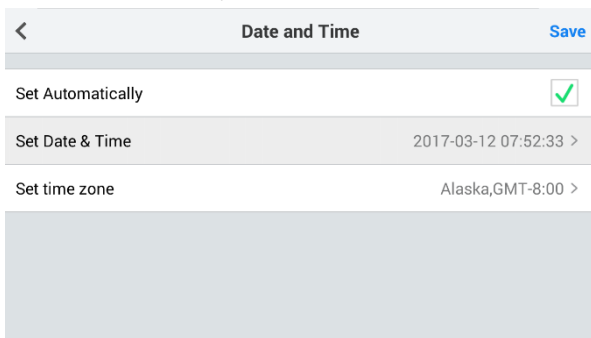 Date and Time Save
Set Automatically
Set Date & Time 2017-03-12 07:52:33 >
Set time zone Alaska,GMT-8:00 >